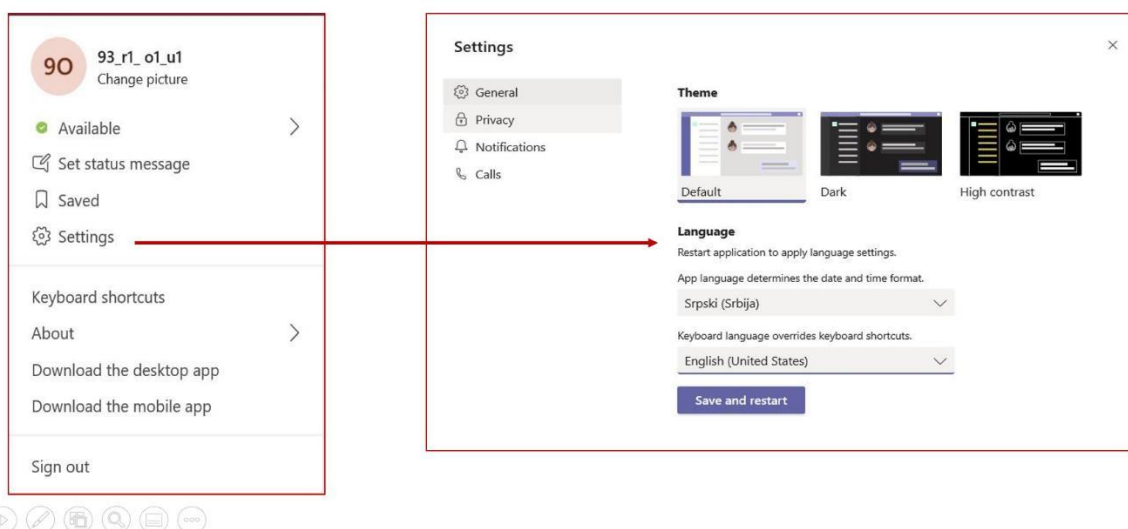 9O
93_r1_ o1_u1
Change picture
Available
Set status message
Saved
Settings
Keyboard shortcuts
About
Download the desktop app
Download the mobile app
Sign out
Settings
General
Privacy
Notifications
Calls
Theme
Default
Dark
High contrast
Language
Restart application to apply language settings.
App language determines the date and time format.
Srpski (Srbija)
Keyboard language overrides keyboard shortcuts.
English (United States)
Save and restart